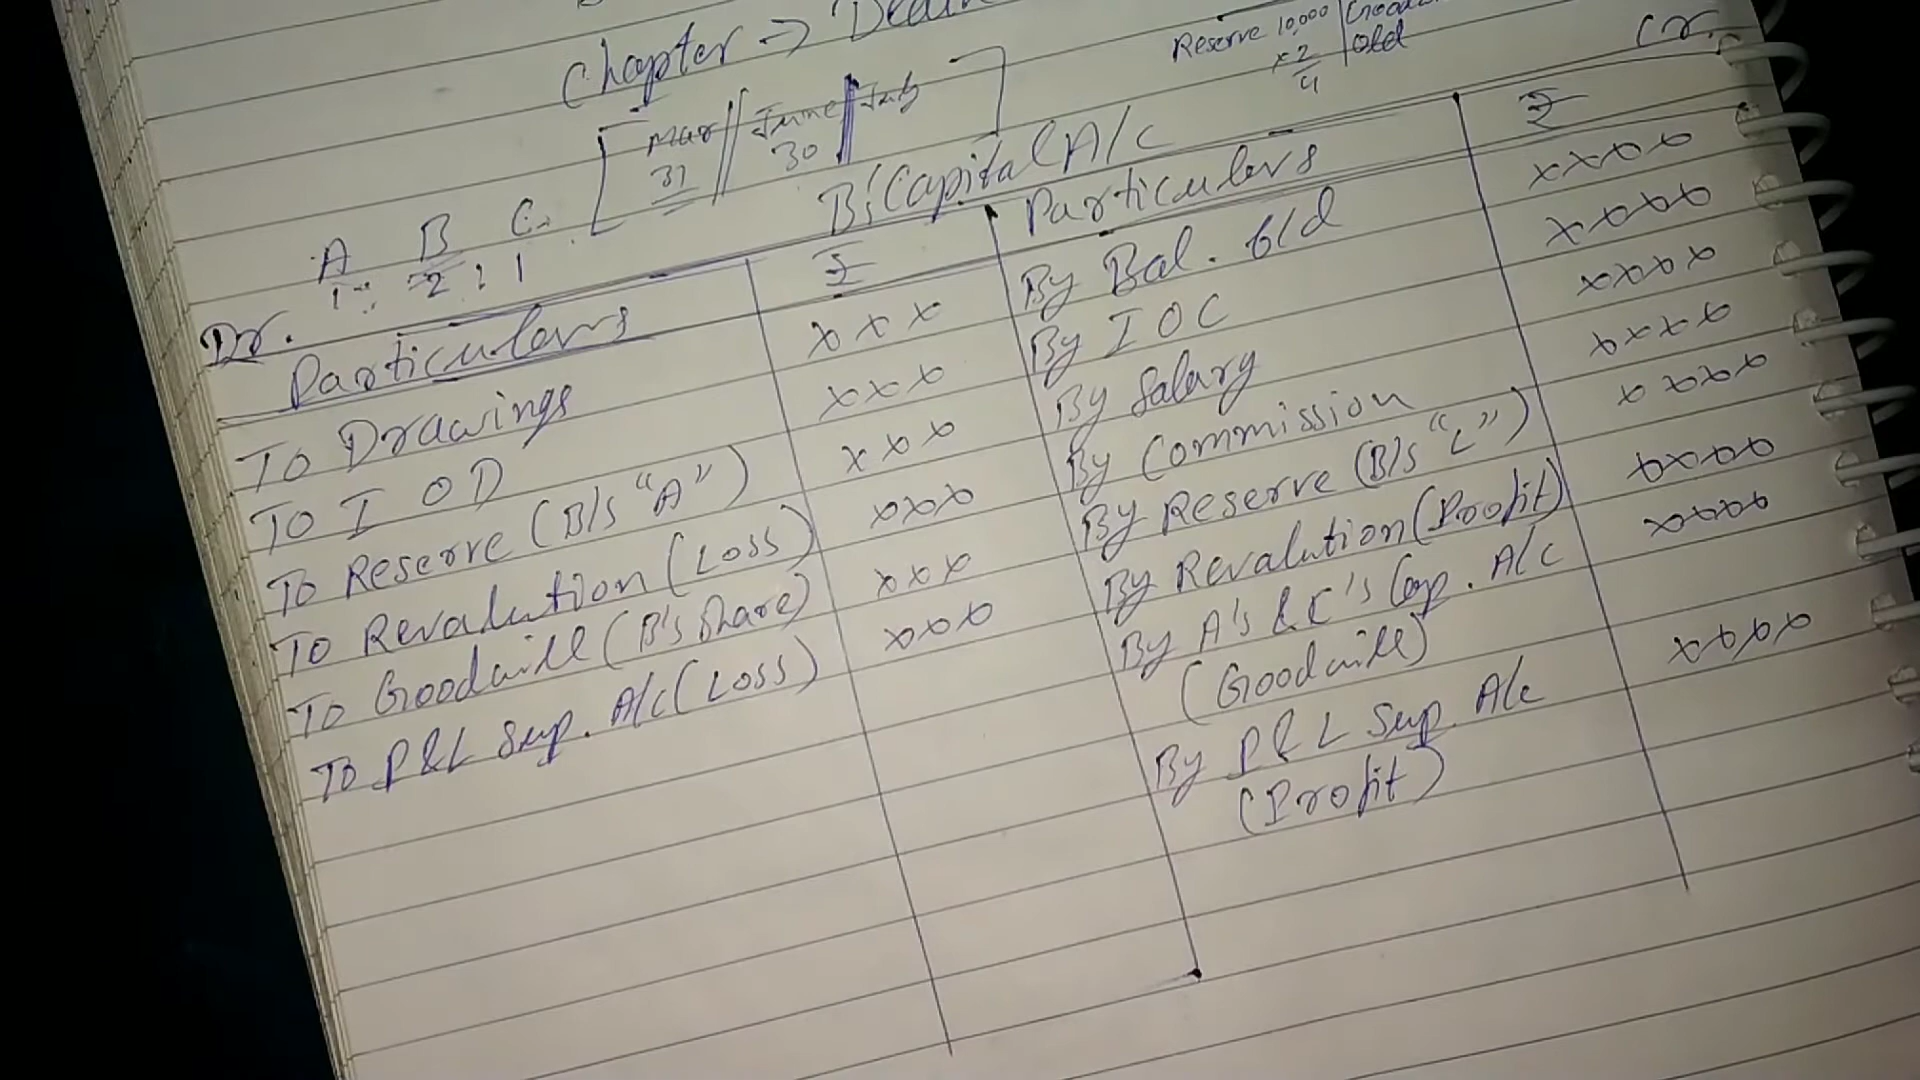 Chapter → Death
Reserve 10,000
× 2/4
Old
Cr.
Mar 31
June 30
July
A B C
1 : 2 : 1
B's Capital A/c
Dr.
Particulars ₹ Particulars ₹
To Drawings xxx By Bal. b/d xxxx
To I O D xxx By I O C xxxx
To Reserve (B/s "A") xxx By Salary xxxx
To Revalution (Loss) xxx By Commission xxxx
To Goodwill (B's Share) xxx By Reserve (B/s "L") xxxx
To P&L Sup. A/c (Loss) xxx By Revalution (Profit) xxxx
By A's & C's Cap. A/c xxxx
(Goodwill)
By P & L Sup. A/c xxxx
(Profit)